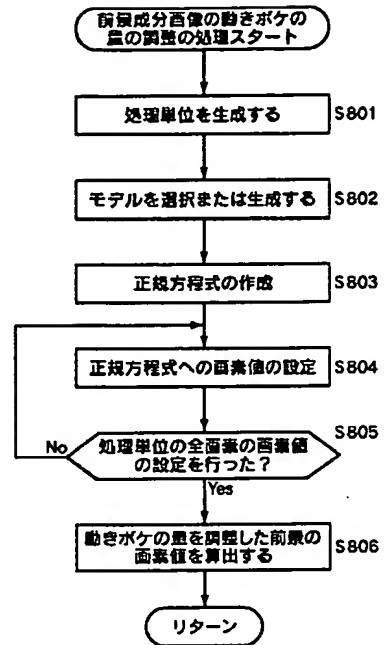 前景成分画像の動きボケの
量の調整の処理スタート
処理単位を生成する
S801
モデルを選択または生成する
S802
正規方程式の作成
S803
正規方程式への画素値の設定
S804
処理単位の全画素の画素値
の設定を行った?
S805
No
Yes
動きボケの量を調整した前景の
画素値を算出する
S806
リターン